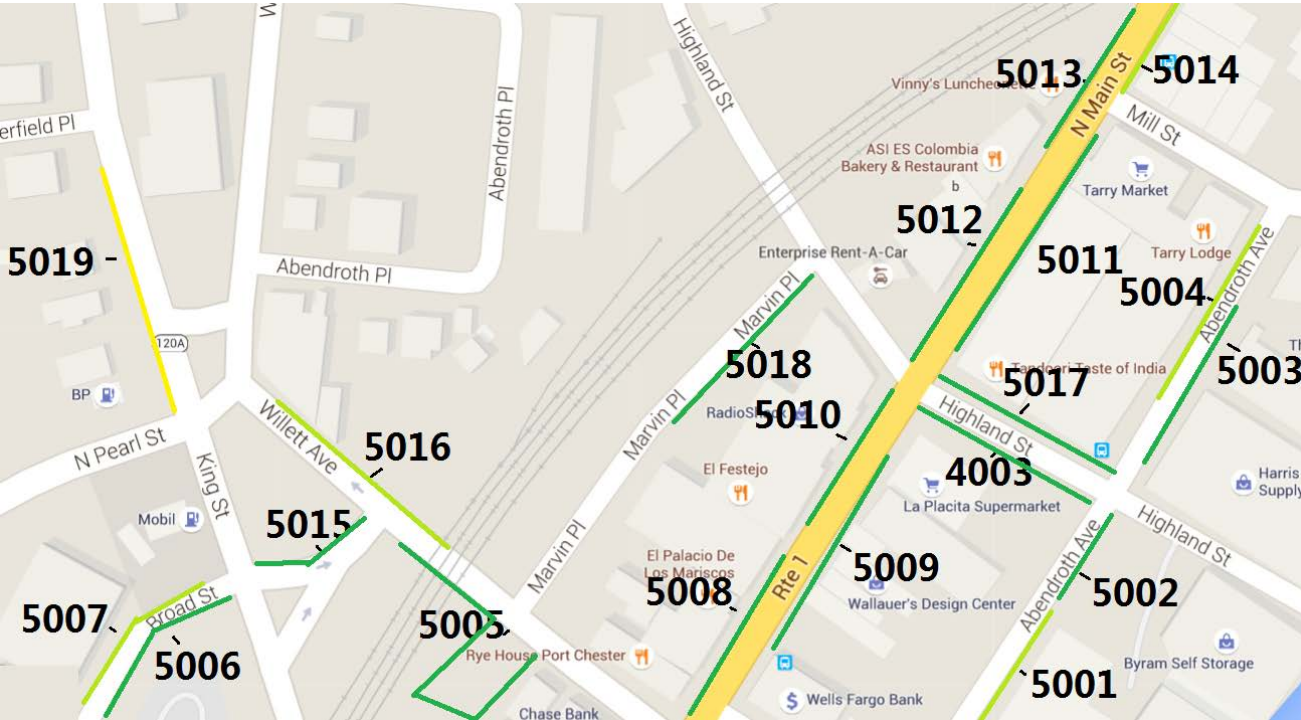 W
Highland St
5013
5014
Vinny's Luncheonette
N Main St
Mill St
erfield Pl
Abendroth Pl
ASI ES Colombia
Bakery & Restaurant
b
Tarry Market
5012
5011
Tarry Lodge
5019
Abendroth Pl
Enterprise Rent-A-Car
5004
Abendroth Ave
Marvin Pl
120A
5018
Tandoori Taste of India
5017
5003
BP
RadioShack
5010
Marvin Pl
Highland St
Willett Ave
5016
N Pearl St
King St
El Festejo
4003
La Placita Supermarket
Harris
Supply
Mobil
5015
Highland St
Marvin Pl
El Palacio De
Los Mariscos
Rte 1
5009
5008
Wallauer's Design Center
Abendroth Ave
5002
5007
Broad St
5005
5006
Rye House Port Chester
Byram Self Storage
5001
Wells Fargo Bank
Chase Bank